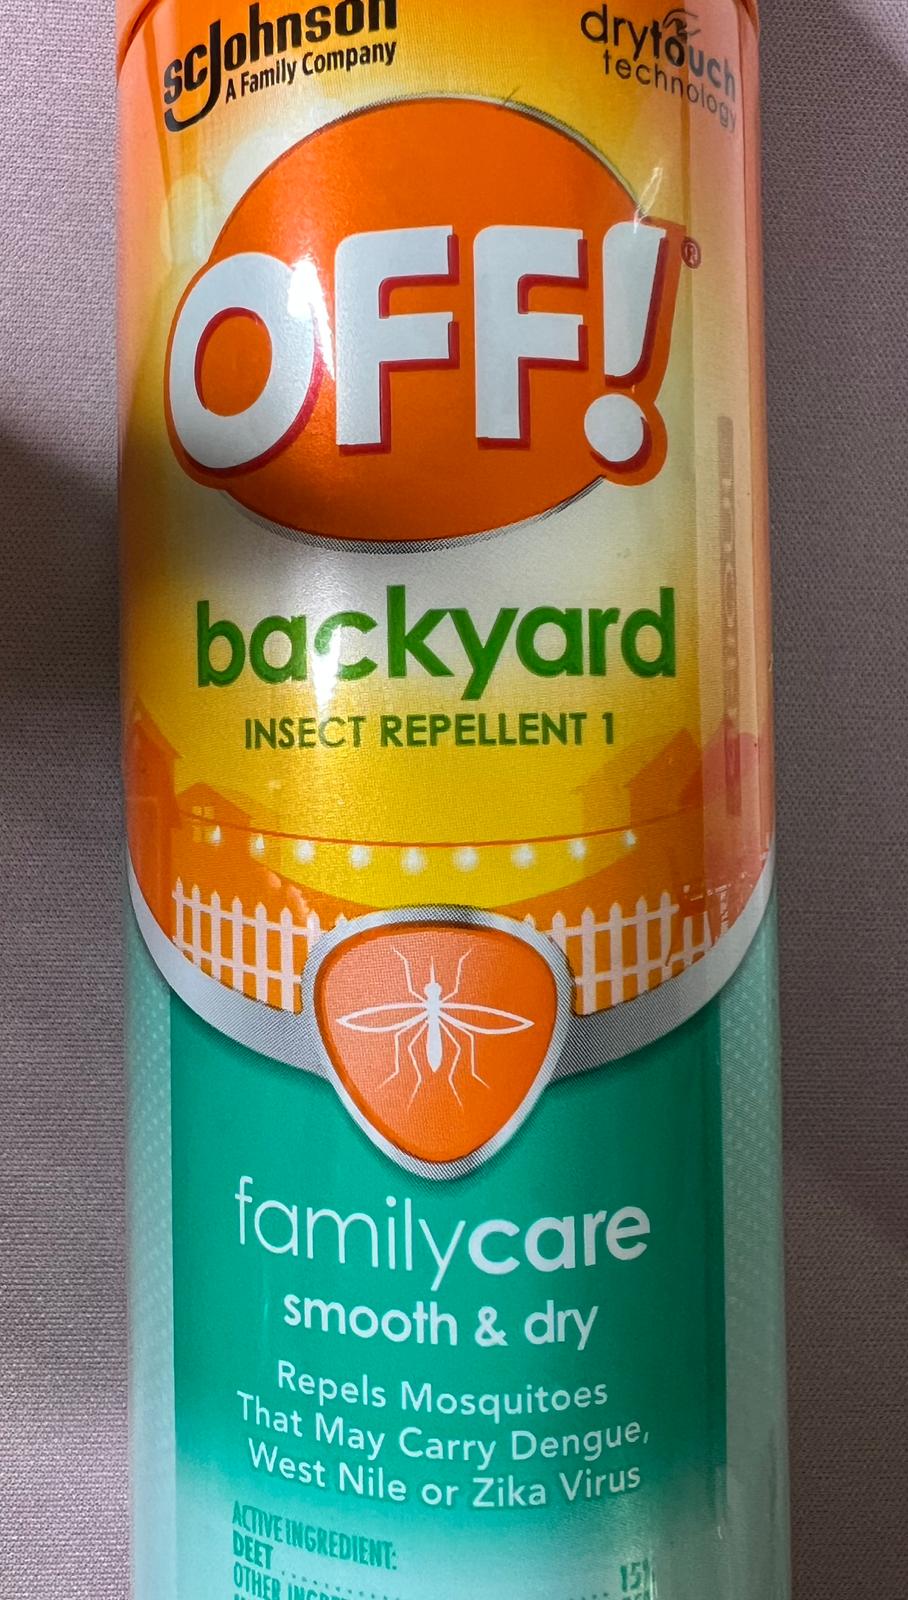 SCJohnson
A Family Company
drytouch
technology
OFF!®
backyard
INSECT REPELLENT 1
familycare
smooth & dry
Repels Mosquitoes
That May Carry Dengue,
West Nile or Zika Virus
ACTIVE INGREDIENT:
DEET
OTHER